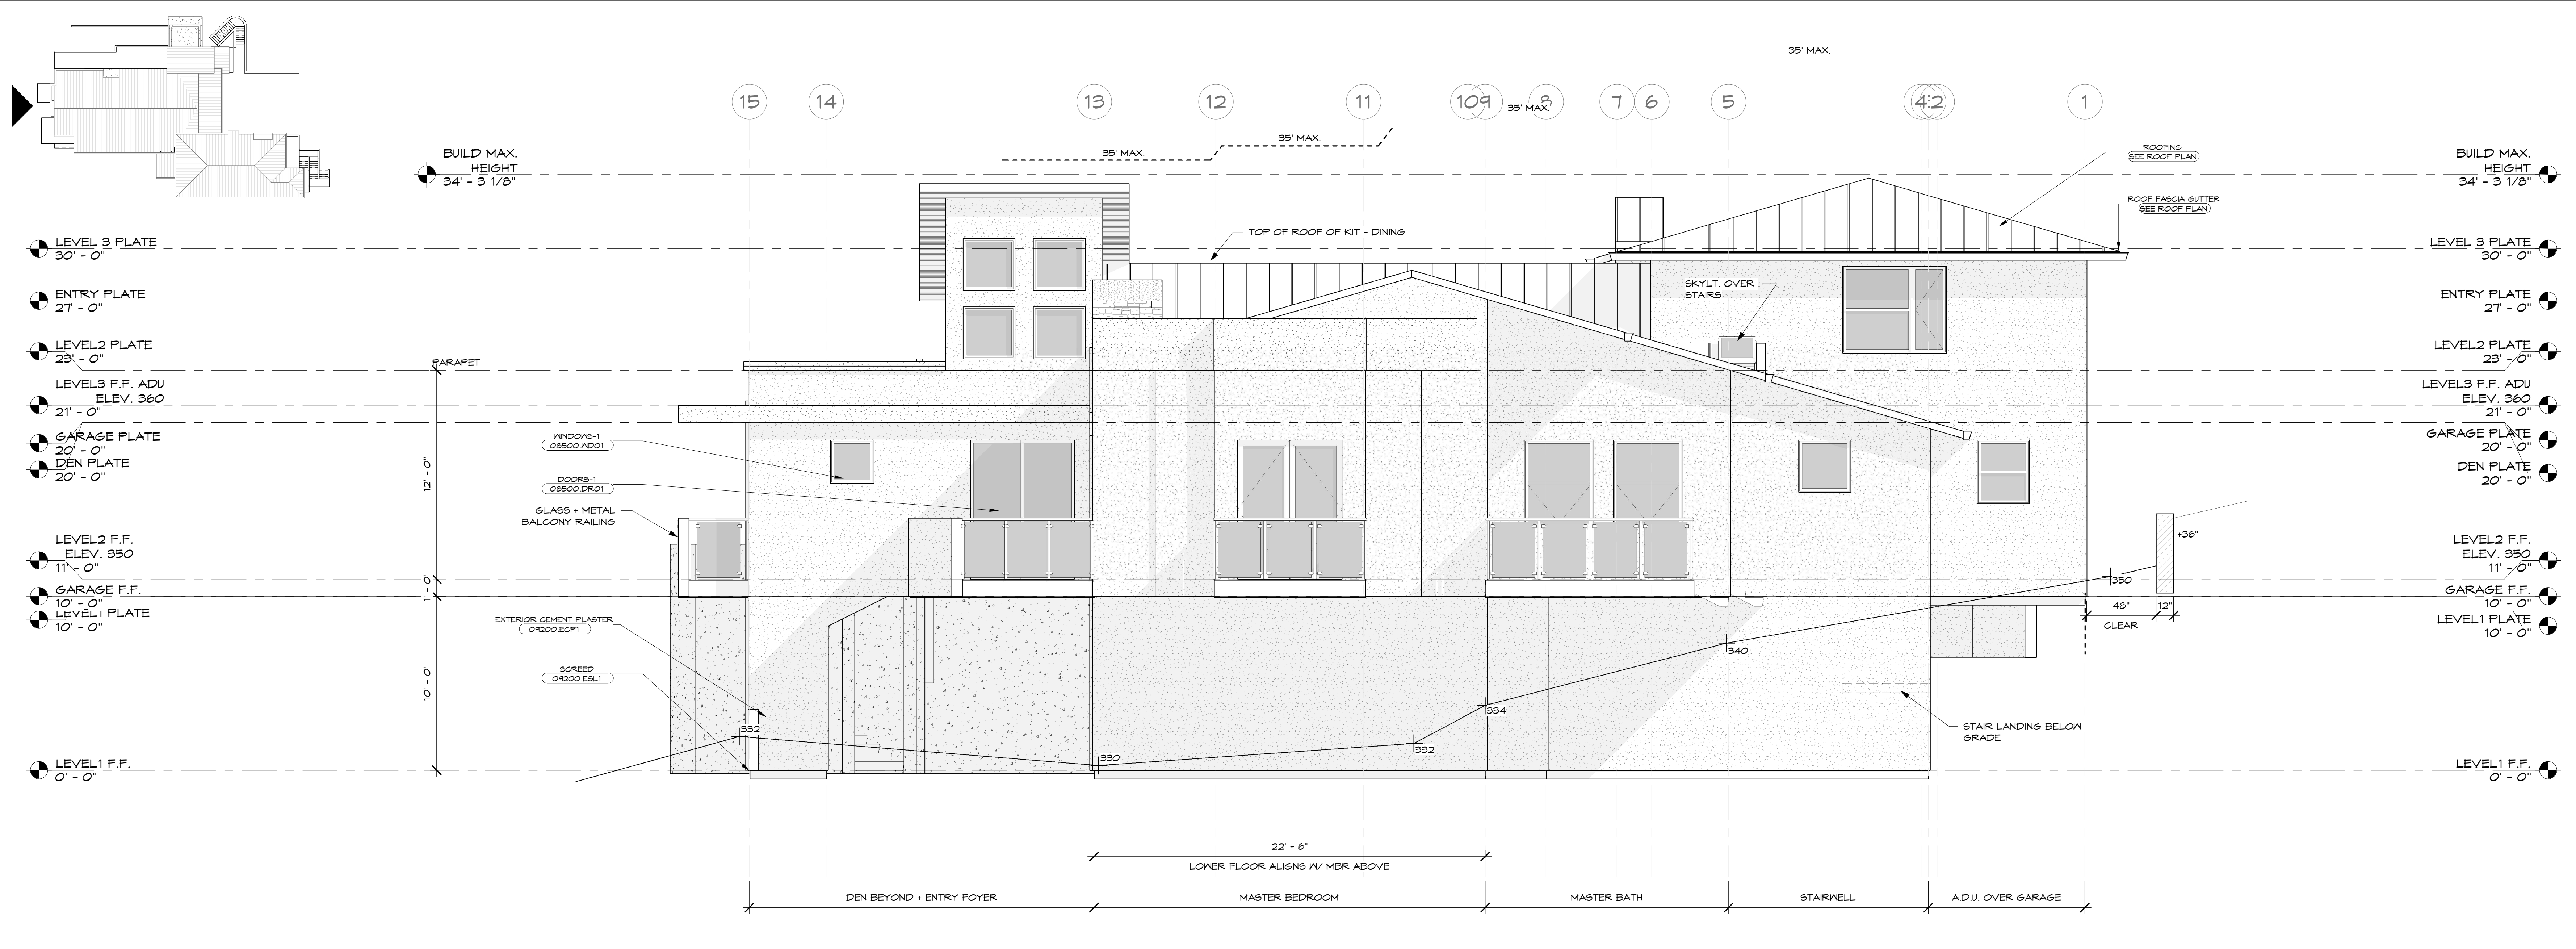 35' MAX.
15
14
13
12
11
10
9
8
7
6
5
4
2
1
35' MAX.
35' MAX.
35' MAX.
BUILD MAX.
HEIGHT
34' - 3 1/8"
ROOFING
SEE ROOF PLAN
BUILD MAX.
HEIGHT
34' - 3 1/8"
ROOF FASCIA GUTTER
SEE ROOF PLAN
TOP OF ROOF OF KIT - DINING
LEVEL 3 PLATE
30' - 0"
LEVEL 3 PLATE
30' - 0"
SKYLT. OVER
STAIRS
ENTRY PLATE
27' - 0"
ENTRY PLATE
27' - 0"
LEVEL2 PLATE
23' - 0"
LEVEL2 PLATE
23' - 0"
PARAPET
LEVEL3 F.F. ADU
ELEV. 360
21' - 0"
LEVEL3 F.F. ADU
ELEV. 360
21' - 0"
GARAGE PLATE
20' - 0"
DEN PLATE
20' - 0"
GARAGE PLATE
20' - 0"
DEN PLATE
20' - 0"
WINDOWS-1
08500.WD01
12' - 0"
DOORS-1
08500.DR01
GLASS + METAL
BALCONY RAILING
+36"
LEVEL2 F.F.
ELEV. 350
11' - 0"
LEVEL2 F.F.
ELEV. 350
11' - 0"
350
1' - 0"
GARAGE F.F.
10' - 0"
LEVEL1 PLATE
10' - 0"
GARAGE F.F.
10' - 0"
LEVEL1 PLATE
10' - 0"
48"
12"
CLEAR
EXTERIOR CEMENT PLASTER
09200.ECP1
340
SCREED
09200.ESL1
10' - 0"
334
332
332
330
STAIR LANDING BELOW
GRADE
LEVEL1 F.F.
0' - 0"
LEVEL1 F.F.
0' - 0"
22' - 6"
LOWER FLOOR ALIGNS W/ MBR ABOVE
DEN BEYOND + ENTRY FOYER
MASTER BEDROOM
MASTER BATH
STAIRWELL
A.D.U. OVER GARAGE